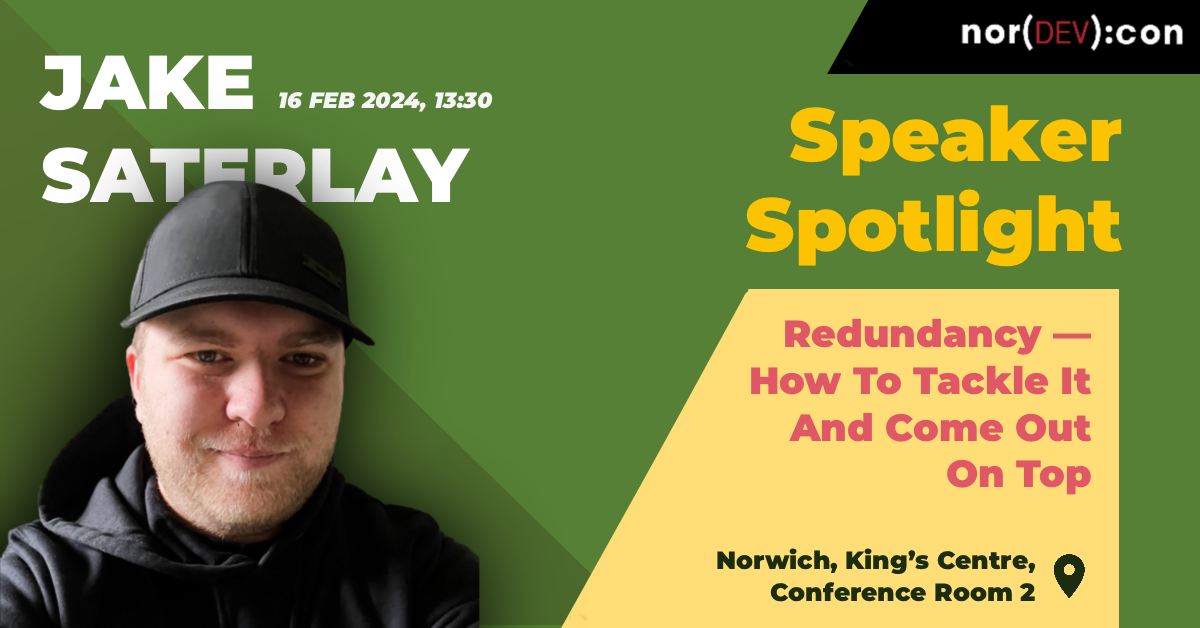 JAKE 16 FEB 2024, 13:30
SATERLAY
nor(DEV):con
Speaker
Spotlight
Redundancy —
How To Tackle It
And Come Out
On Top
Norwich, King’s Centre,
Conference Room 2